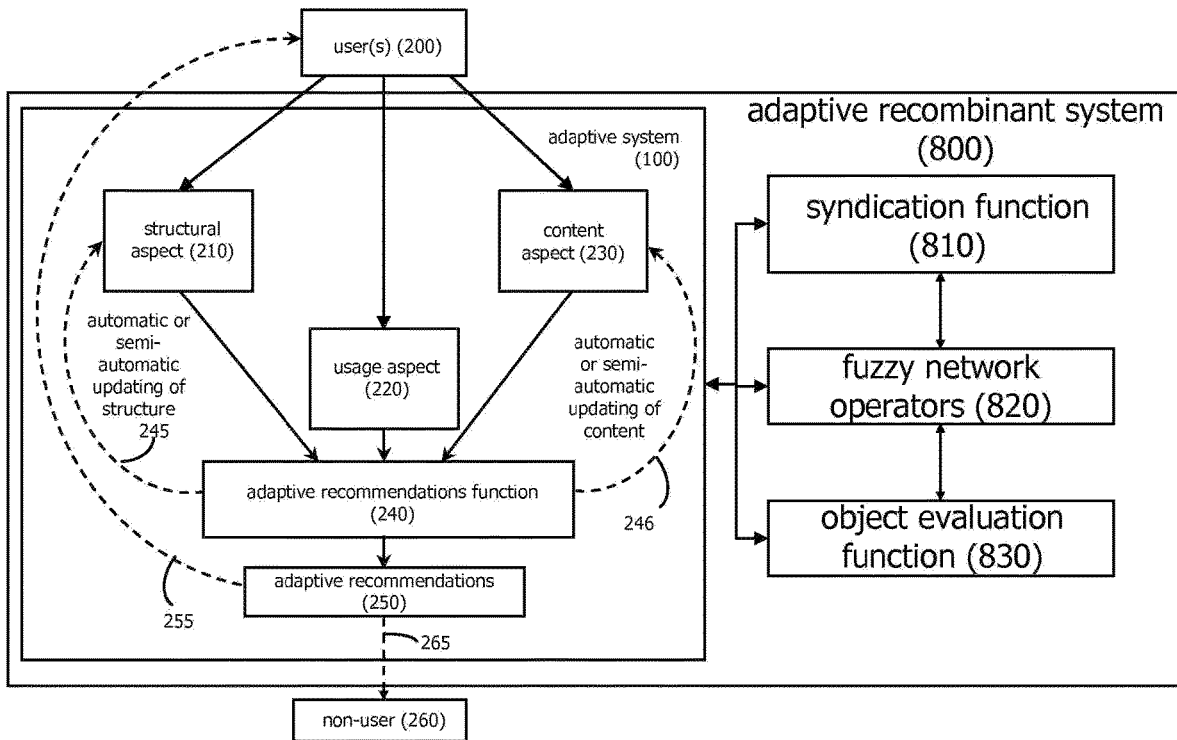 user(s) (200)
adaptive recombinant system
(800)
adaptive system
(100)
structural
aspect (210)
content
aspect (230)
syndication function
(810)
automatic or
semi-
automatic
updating of
structure
245
usage aspect
(220)
automatic
or semi-
automatic
updating of
content
fuzzy network
operators (820)
adaptive recommendations function
(240)
246
object evaluation
function (830)
adaptive recommendations
(250)
255
265
non-user (260)